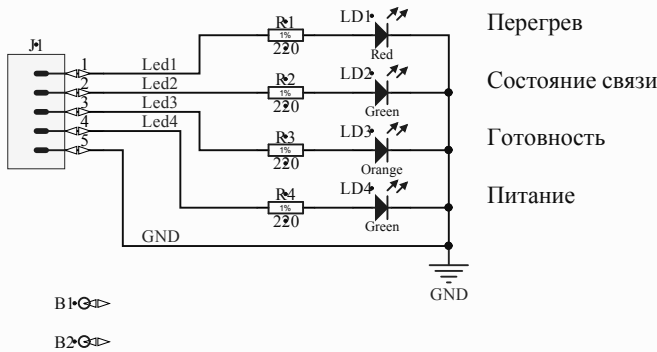 R1 LD1 Перегрев
J1
1 Led1 1% 220 Red
2 Led2 R2 1% 220 LD2 Green Состояние связи
3 Led3
4 Led4 R3 1% 220 LD3 Orange Готовность
5
R4 1% 220 LD4 Green Питание
GND
GND
B1
B2